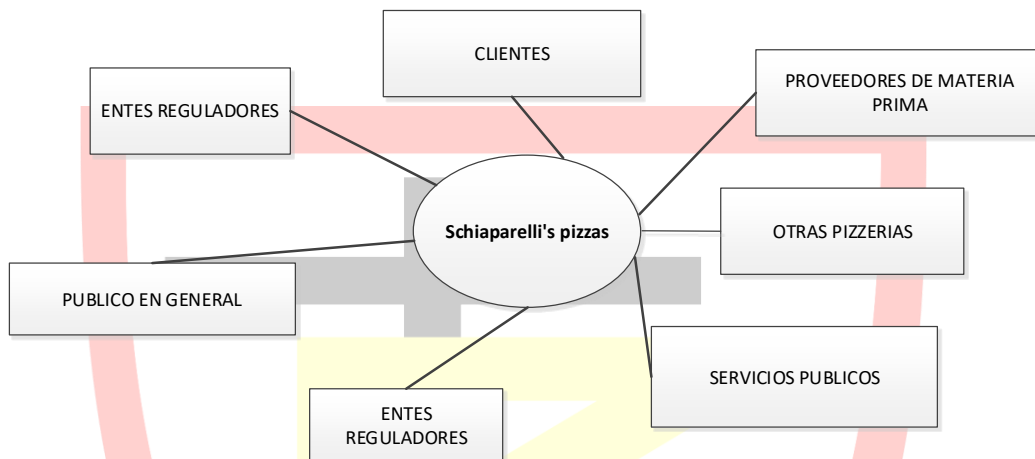 CLIENTES
PROVEEDORES DE MATERIA
PRIMA
ENTES REGULADORES
Schiaparelli's pizzas
OTRAS PIZZERIAS
PUBLICO EN GENERAL
SERVICIOS PUBLICOS
ENTES
REGULADORES